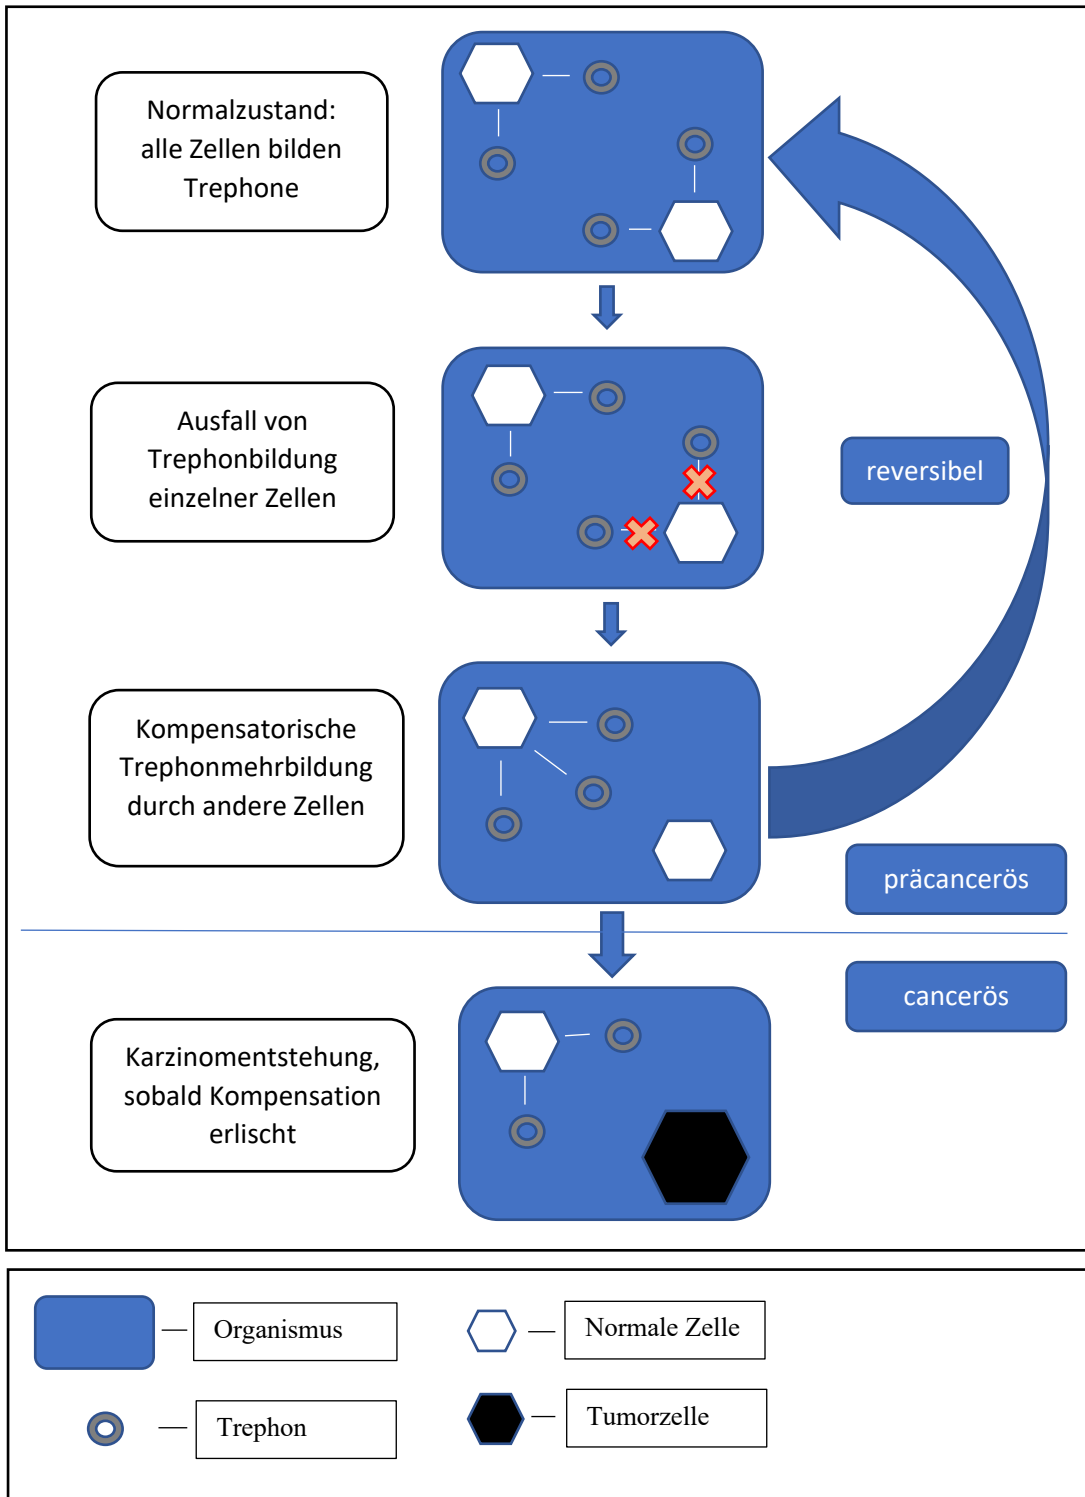 Normalzustand:
alle Zellen bilden
Trephone
Ausfall von
Trephonbildung
einzelner Zellen
reversibel
Kompensatorische
Trephonmehrbildung
durch andere Zellen
präcancerös
cancerös
Karzinomentstehung,
sobald Kompensation
erlischt
Organismus
Normale Zelle
Trephon
Tumorzelle